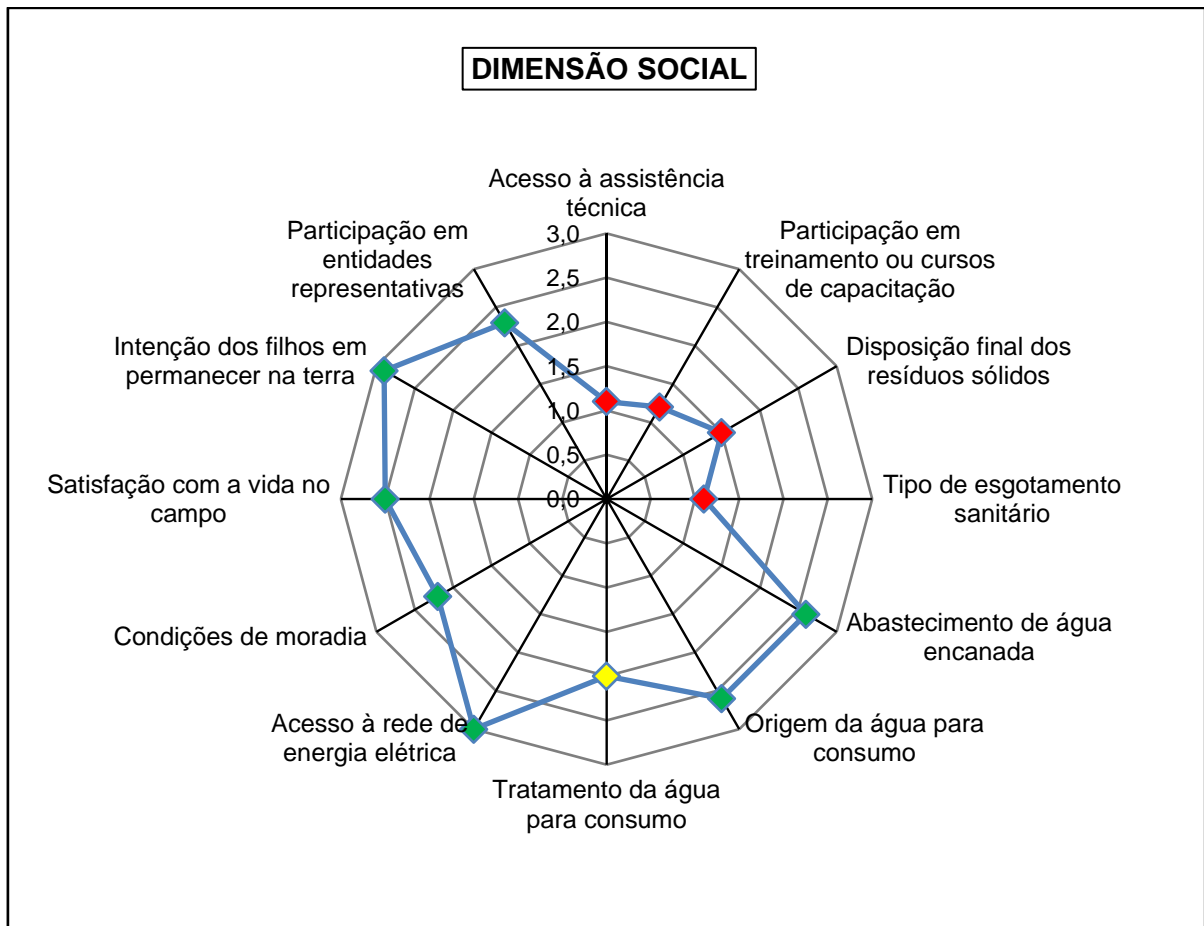 DIMENSÃO SOCIAL
Acesso à assistência
técnica
Participação em
treinamento ou cursos
de capacitação
Disposição final dos
resíduos sólidos
Tipo de esgotamento
sanitário
Abastecimento de água
encanada
Origem da água para
consumo
Tratamento da água
para consumo
Acesso à rede de
energia elétrica
Condições de moradia
Satisfação com a vida no
campo
Intenção dos filhos em
permanecer na terra
Participação em
entidades
representativas
3,0
2,5
2,0
1,5
1,0
0,5
0,0